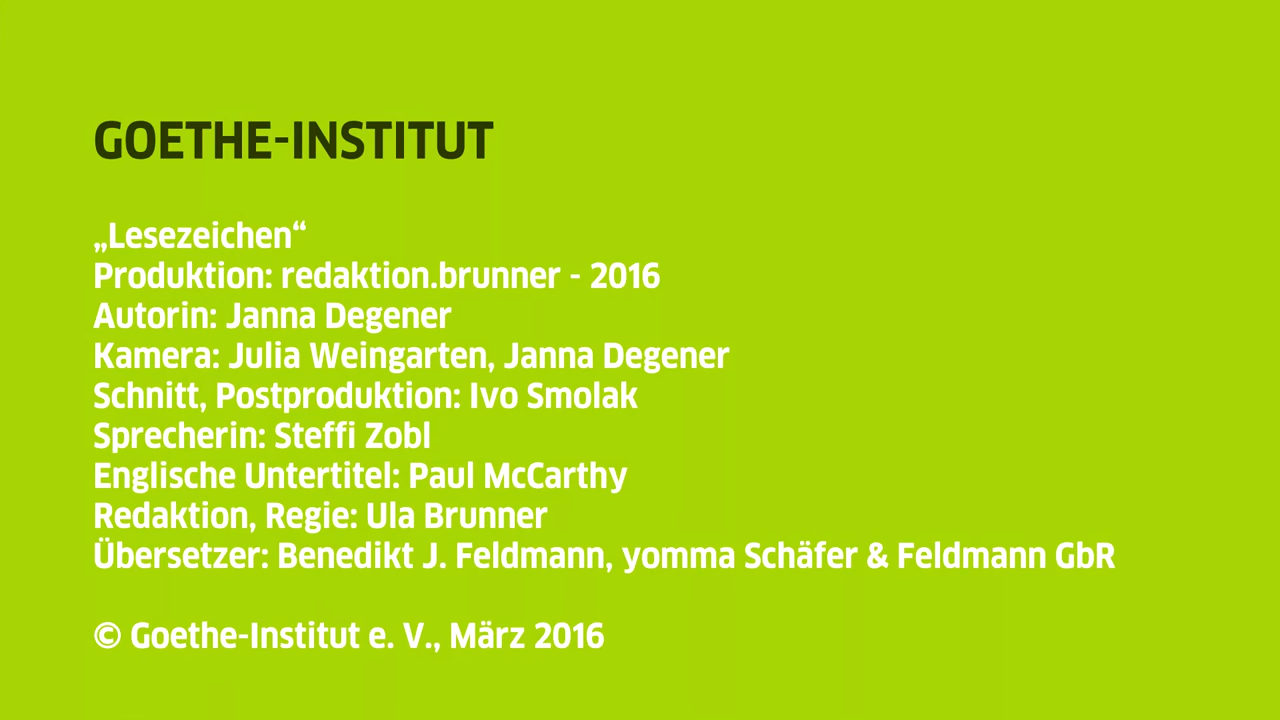 GOETHE-INSTITUT
„Lesezeichen“
Produktion: redaktion.brunner - 2016
Autorin: Janna Degener
Kamera: Julia Weingarten, Janna Degener
Schnitt, Postproduktion: Ivo Smolak
Sprecherin: Steffi Zobl
Englische Untertitel: Paul McCarthy
Redaktion, Regie: Ula Brunner
Übersetzer: Benedikt J. Feldmann, yomma Schäfer & Feldmann GbR
© Goethe-Institut e. V., März 2016